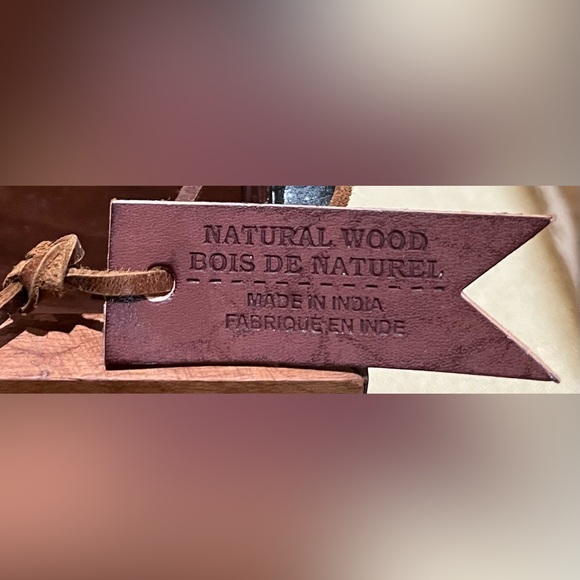 NATURAL WOOD
BOIS DE NATUREL
MADE IN INDIA
FABRIQUE EN INDE